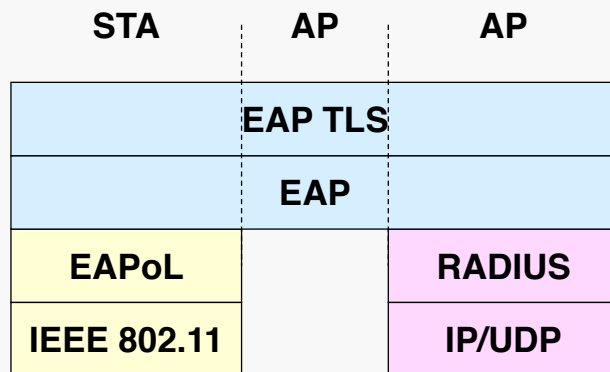 STA AP AP
EAP TLS
EAP
EAPoL RADIUS
IEEE 802.11 IP/UDP